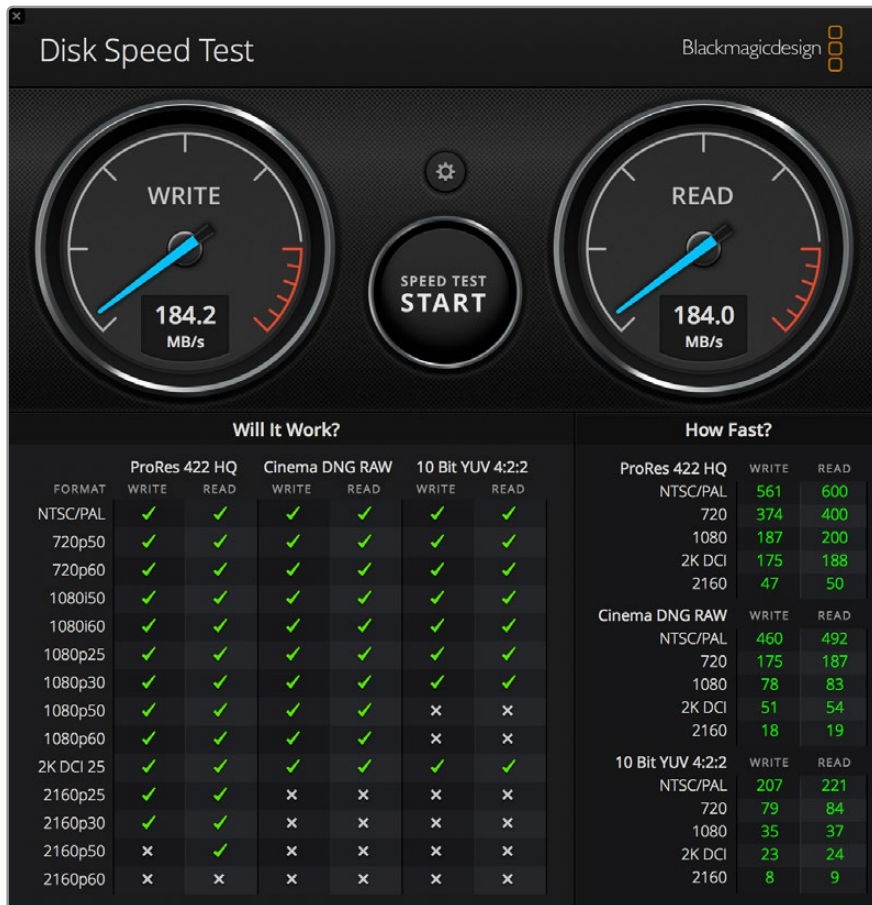 Disk Speed Test
Blackmagicdesign
WRITE
184.2
MB/s
SPEED TEST
START
READ
184.0
MB/s
Will It Work?
ProRes 422 HQ Cinema DNG RAW 10 Bit YUV 4:2:2
FORMAT WRITE READ WRITE READ WRITE READ
NTSC/PAL ✓ ✓ ✓ ✓ ✓ ✓
720p50 ✓ ✓ ✓ ✓ ✓ ✓
720p60 ✓ ✓ ✓ ✓ ✓ ✓
1080i50 ✓ ✓ ✓ ✓ ✓ ✓
1080i60 ✓ ✓ ✓ ✓ ✓ ✓
1080p25 ✓ ✓ ✓ ✓ ✓ ✓
1080p30 ✓ ✓ ✓ ✓ ✓ ✓
1080p50 ✓ ✓ ✓ ✓ × ×
1080p60 ✓ ✓ ✓ ✓ × ×
2K DCI 25 ✓ ✓ ✓ ✓ ✓ ✓
2160p25 ✓ ✓ × × × ×
2160p30 ✓ ✓ × × × ×
2160p50 × ✓ × × × ×
2160p60 × × × × × ×
How Fast?
ProRes 422 HQ WRITE READ
NTSC/PAL 561 600
720 374 400
1080 187 200
2K DCI 175 188
2160 47 50
Cinema DNG RAW WRITE READ
NTSC/PAL 460 492
720 175 187
1080 78 83
2K DCI 51 54
2160 18 19
10 Bit YUV 4:2:2 WRITE READ
NTSC/PAL 207 221
720 79 84
1080 35 37
2K DCI 23 24
2160 8 9